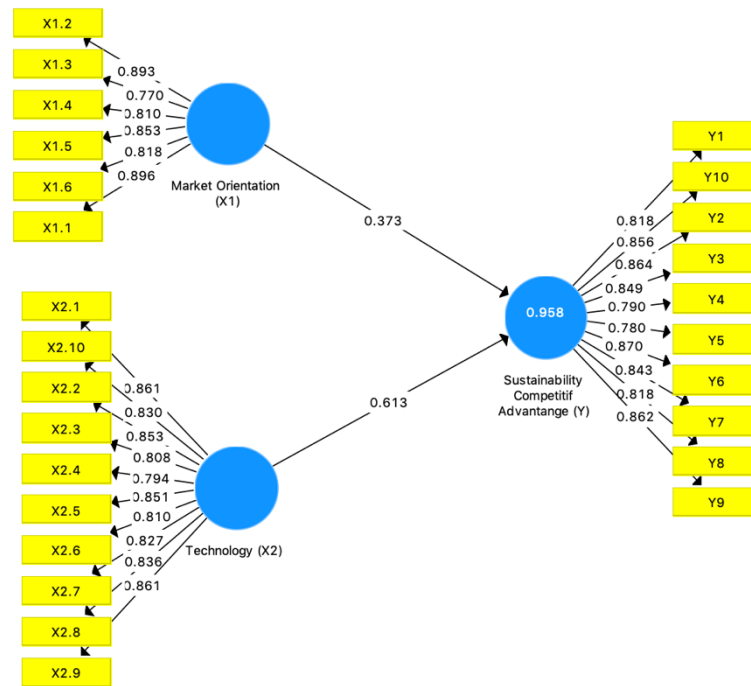 X1.2
X1.3
X1.4
X1.5
X1.6
X1.1
0.893
0.770
0.810
0.853
0.818
0.896
Market Orientation
(X1)
0.373
X2.1
X2.10
X2.2
X2.3
X2.4
X2.5
X2.6
X2.7
X2.8
X2.9
0.861
0.830
0.853
0.808
0.794
0.851
0.810
0.827
0.836
0.861
Technology (X2)
0.613
0.958
Sustainability
Competitif
Advantange (Y)
0.818
0.856
0.864
0.849
0.790
0.780
0.870
0.843
0.818
0.862
Y1
Y10
Y2
Y3
Y4
Y5
Y6
Y7
Y8
Y9